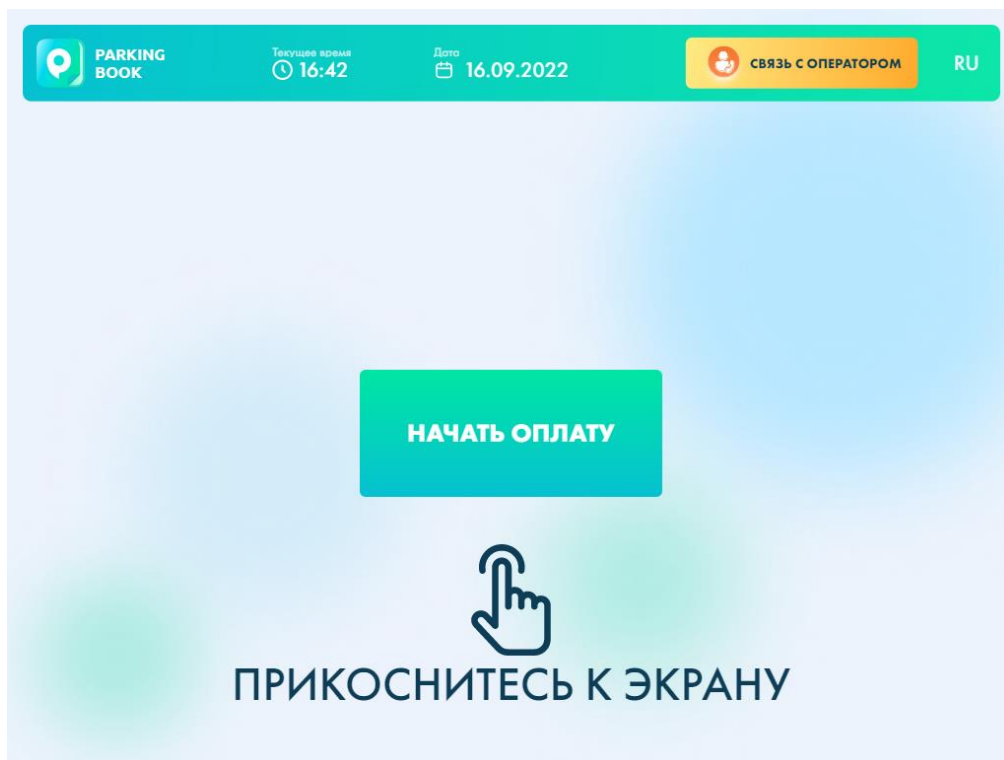 PARKING
BOOK
Текущее время
16:42
Дата
16.09.2022
СВЯЗЬ С ОПЕРАТОРОМ
RU
НАЧАТЬ ОПЛАТУ
ПРИКОСНИТЕСЬ К ЭКРАНУ